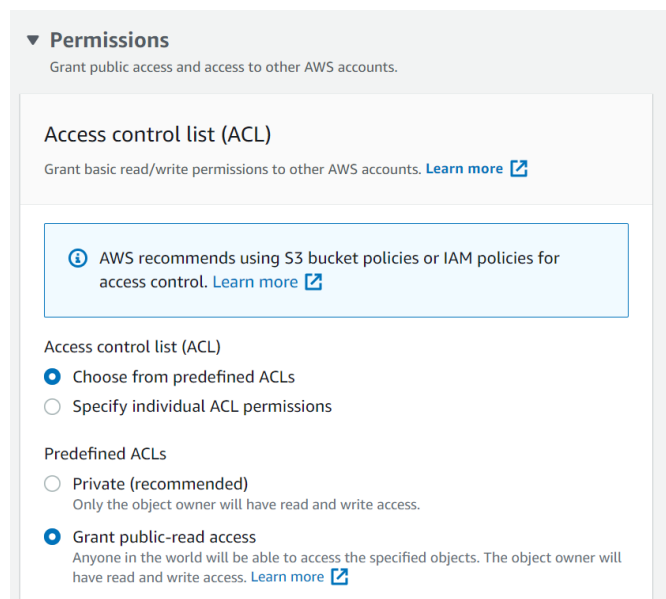 Permissions
Grant public access and access to other AWS accounts.
Access control list (ACL)
Grant basic read/write permissions to other AWS accounts. Learn more
AWS recommends using S3 bucket policies or IAM policies for
access control. Learn more
Access control list (ACL)
Choose from predefined ACLs
Specify individual ACL permissions
Predefined ACLs
Private (recommended)
Only the object owner will have read and write access.
Grant public-read access
Anyone in the world will be able to access the specified objects. The object owner will
have read and write access. Learn more